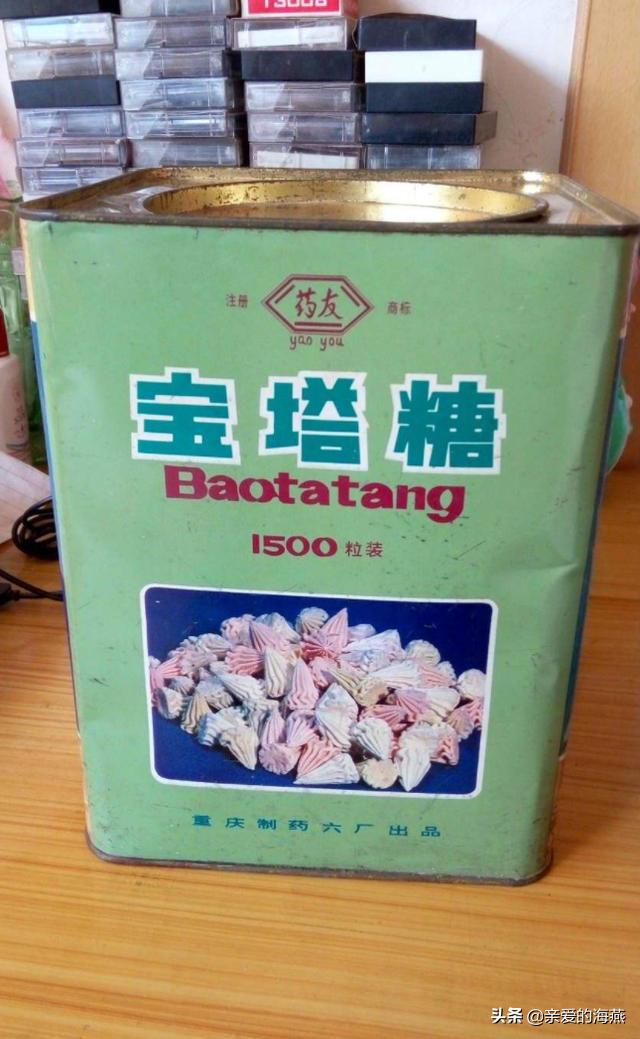 T300B
注册 药友 商标
yao you
宝塔糖
Baotatang
1500粒装
重庆制药六厂出品
头条 @亲爱的海燕